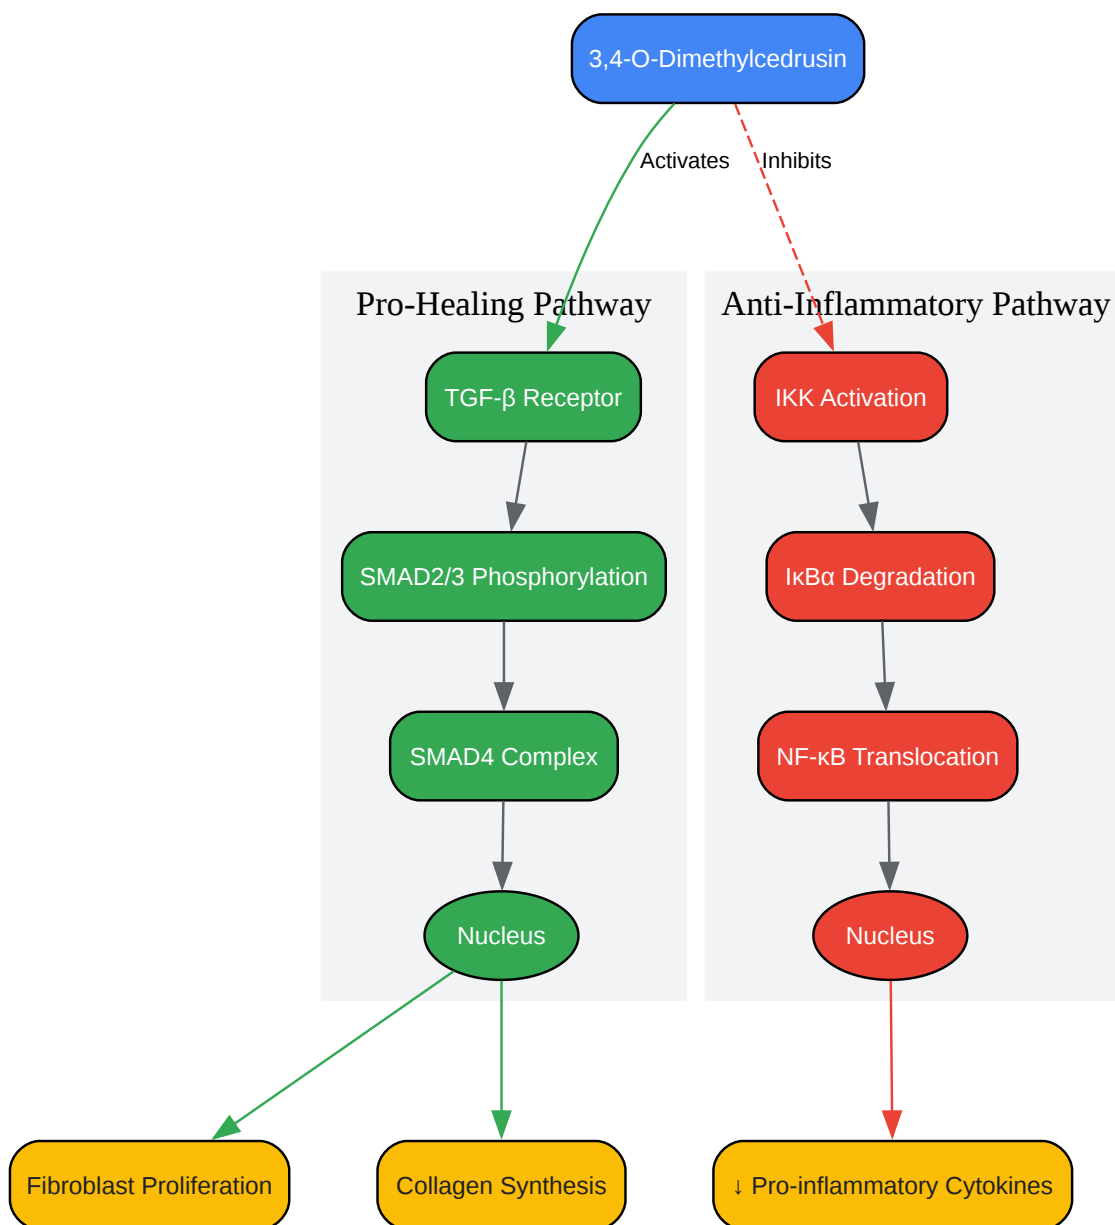 3,4-O-Dimethylcedrusin
Activates
Inhibits
Pro-Healing Pathway
Anti-Inflammatory Pathway
TGF-β Receptor
IKK Activation
SMAD2/3 Phosphorylation
IκBα Degradation
SMAD4 Complex
NF-κB Translocation
Nucleus
Nucleus
Fibroblast Proliferation
Collagen Synthesis
↓ Pro-inflammatory Cytokines